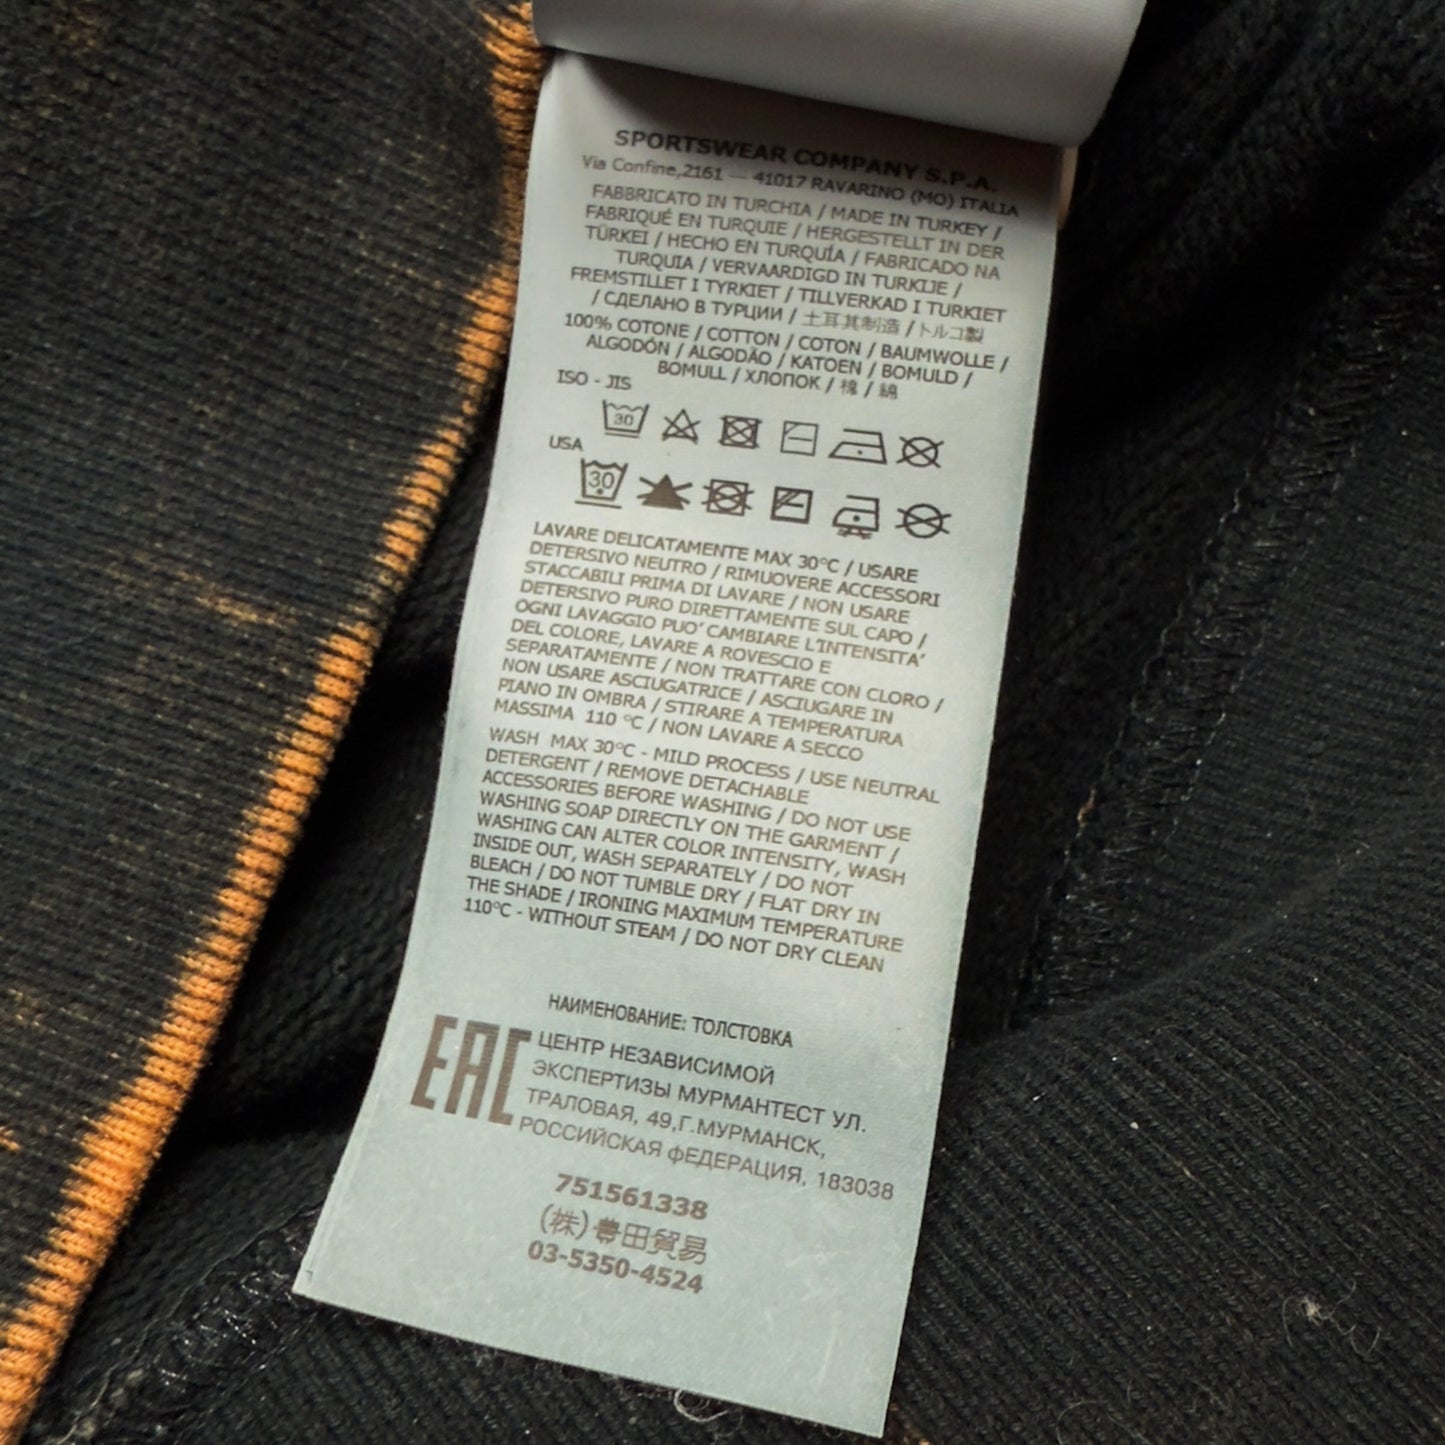 SPORTSWEAR COMPANY S.P.A.
Via Confine,2161 — 41017 RAVARINO (MO) ITALIA
FABBRICATO IN TURCHIA / MADE IN TURKEY /
FABRIQUÉ EN TURQUIE / HERGESTELLT IN DER
TÜRKEI / HECHO EN TURQUÍA / FABRICADO NA
TURQUIA / VERVAARDIGD IN TURKIJE /
FREMSTILLET I TYRKIET / TILLVERKAD I TURKIET
/ СДЕЛАНО В ТУРЦИИ / 土耳其制造 / トルコ製
100% COTONE / COTTON / COTON / BAUMWOLLE /
ALGODÓN / ALGODÃO / KATOEN / BOMULD /
BOMULL / ХЛОПОК / 棉 / 綿
ISO - JIS
30
USA
30
LAVARE DELICATAMENTE MAX 30°C / USARE
DETERSIVO NEUTRO / RIMUOVERE ACCESSORI
STACCABILI PRIMA DI LAVARE / NON USARE
DETERSIVO PURO DIRETTAMENTE SUL CAPO /
OGNI LAVAGGIO PUO' CAMBIARE L'INTENSITA'
DEL COLORE, LAVARE A ROVESCIO E
SEPARATAMENTE / NON TRATTARE CON CLORO /
NON USARE ASCIUGATRICE / ASCIUGARE IN
PIANO IN OMBRA / STIRARE A TEMPERATURA
MASSIMA 110 °C / NON LAVARE A SECCO
WASH MAX 30°C - MILD PROCESS / USE NEUTRAL
DETERGENT / REMOVE DETACHABLE
ACCESSORIES BEFORE WASHING / DO NOT USE
WASHING SOAP DIRECTLY ON THE GARMENT /
WASHING CAN ALTER COLOR INTENSITY, WASH
INSIDE OUT, WASH SEPARATELY / DO NOT
BLEACH / DO NOT TUMBLE DRY / FLAT DRY IN
THE SHADE / IRONING MAXIMUM TEMPERATURE
110°C - WITHOUT STEAM / DO NOT DRY CLEAN
НАИМЕНОВАНИЕ: ТОЛСТОВКА
EAC
ЦЕНТР НЕЗАВИСИМОЙ
ЭКСПЕРТИЗЫ МУРМАНТЕСТ УЛ.
ТРАЛОВАЯ, 49,Г.МУРМАНСК,
РОССИЙСКАЯ ФЕДЕРАЦИЯ, 183038
751561338
(株)豊田貿易
03-5350-4524